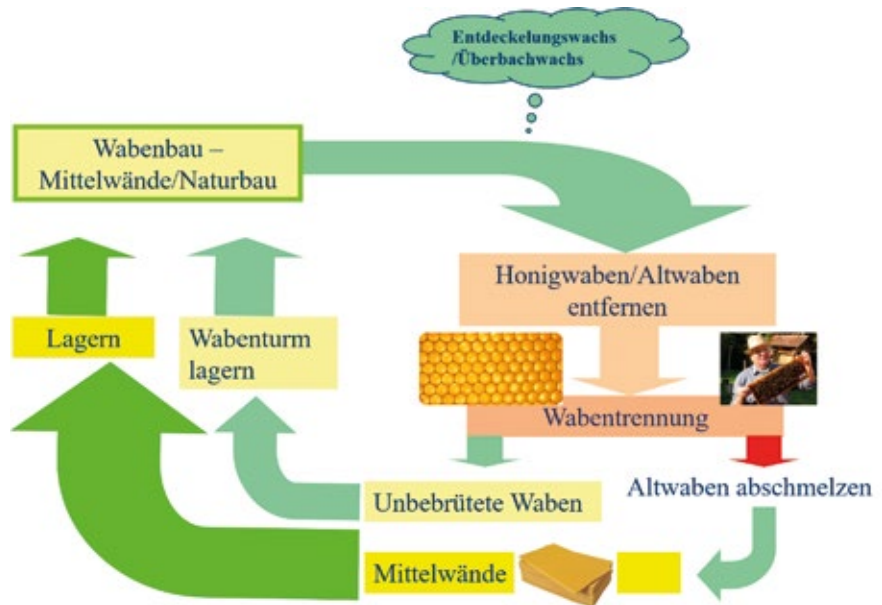 Entdeckelungswachs
/Überbachwachs
Wabenbau –
Mittelwände/Naturbau
Honigwaben/Altwaben
entfernen
Lagern
Wabenturm
lagern
Wabentrennung
Unbebrütete Waben
Altwaben abschmelzen
Mittelwände